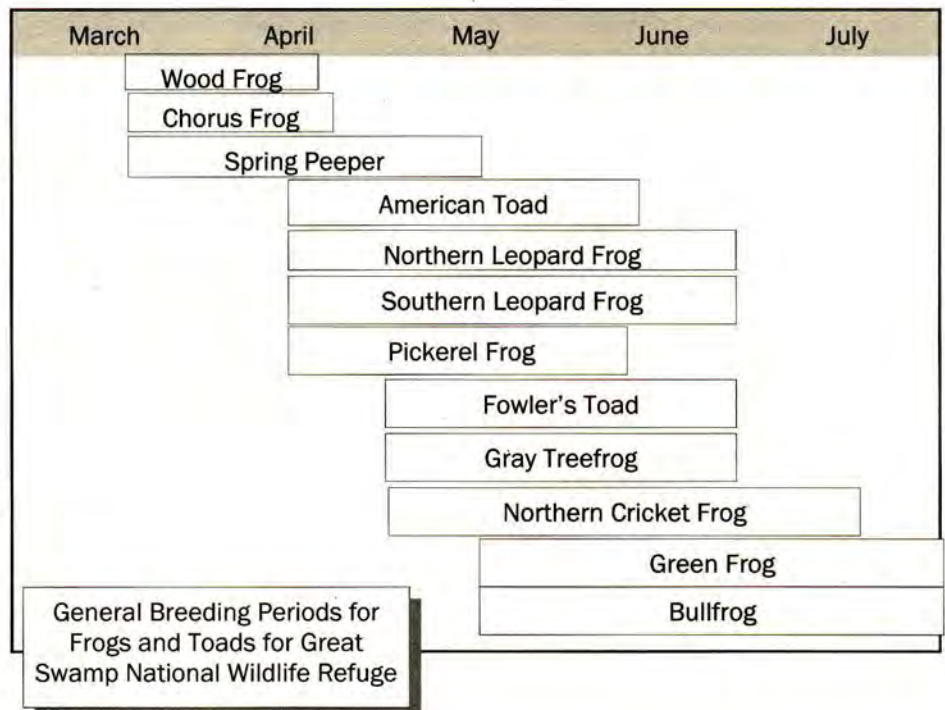 March April May June July
Wood Frog
Chorus Frog
Spring Peeper
American Toad
Northern Leopard Frog
Southern Leopard Frog
Pickerel Frog
Fowler's Toad
Gray Treefrog
Northern Cricket Frog
Green Frog
Bullfrog
General Breeding Periods for
Frogs and Toads for Great
Swamp National Wildlife Refuge